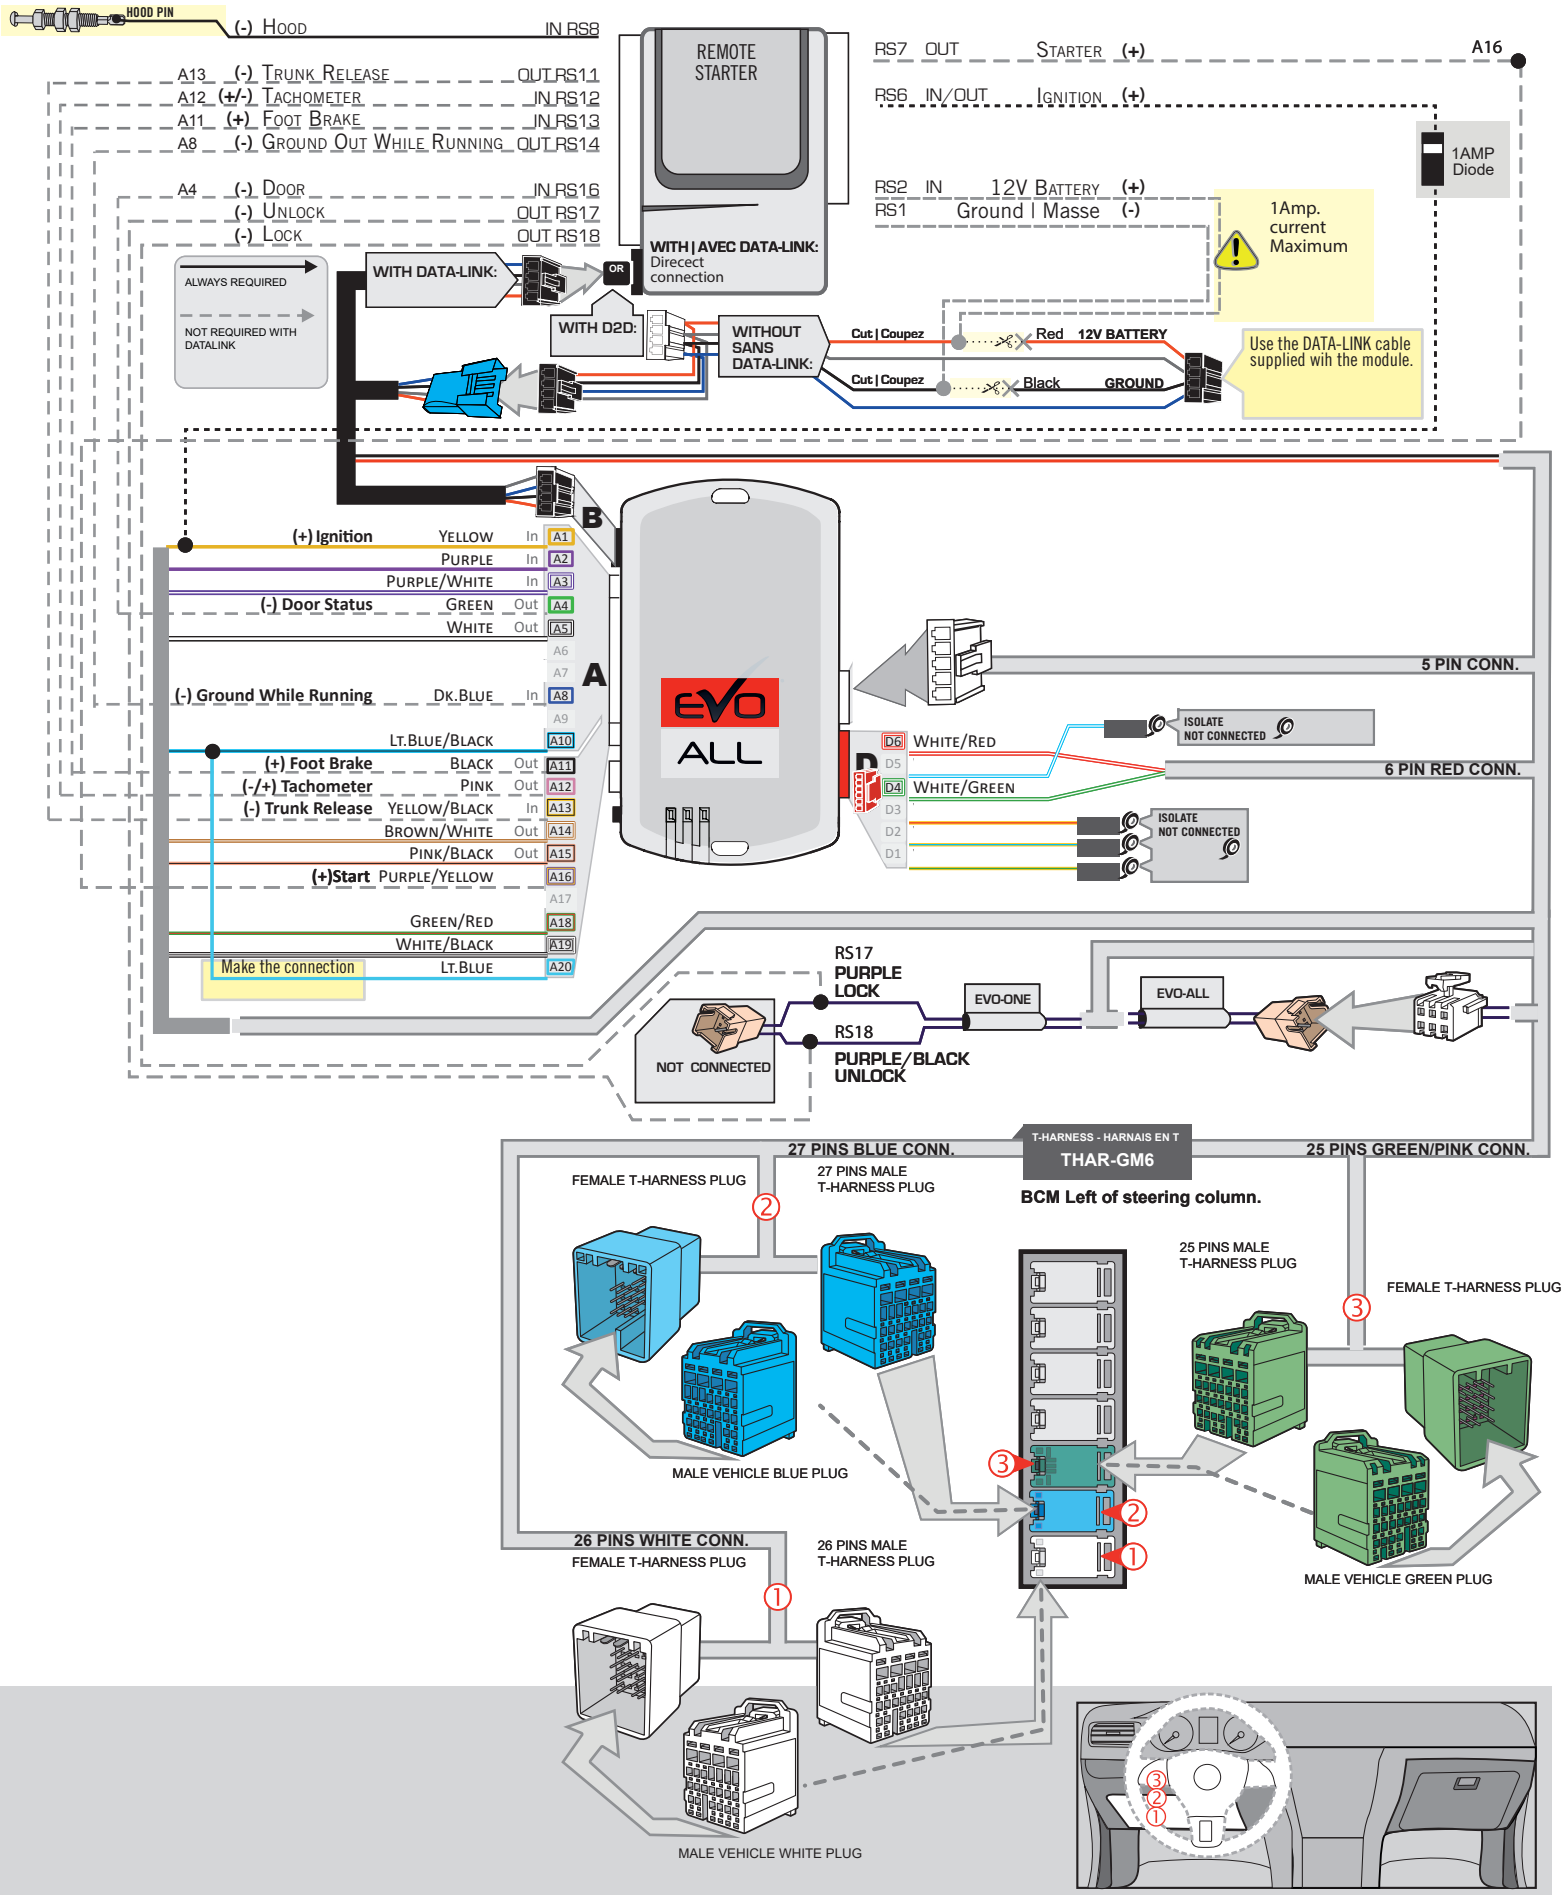 HOOD PIN
(-) HOOD IN RS8
A13 (-) TRUNK RELEASE OUT RS11
A12 (+/-) TACHOMETER IN RS12
A11 (+) FOOT BRAKE IN RS13
A8 (-) GROUND OUT WHILE RUNNING OUT RS14
A4 (-) DOOR IN RS16
(-) UNLOCK OUT RS17
(-) LOCK OUT RS18
REMOTE
STARTER
WITH | AVEC DATA-LINK:
Direcect
connection
RS7 OUT STARTER (+) A16
RS6 IN/OUT IGNITION (+)
RS2 IN 12V BATTERY (+)
RS1 Ground | Masse (-)
1AMP
Diode
1Amp.
current
Maximum
ALWAYS REQUIRED
NOT REQUIRED WITH
DATALINK
WITH DATA-LINK:
OR
WITH D2D:
WITHOUT
SANS
DATA-LINK:
Cut | Coupez Red 12V BATTERY
Cut | Coupez Black GROUND
Use the DATA-LINK cable
supplied wih the module.
B
A
D
(+) Ignition YELLOW In A1
PURPLE In A2
PURPLE/WHITE In A3
(-) Door Status GREEN Out A4
WHITE Out A5
A6
A7
(-) Ground While Running DK.BLUE In A8
A9
LT.BLUE/BLACK A10
(+) Foot Brake BLACK Out A11
(-/+) Tachometer PINK Out A12
(-) Trunk Release YELLOW/BLACK In A13
BROWN/WHITE Out A14
PINK/BLACK Out A15
(+)Start PURPLE/YELLOW A16
A17
GREEN/RED A18
WHITE/BLACK A19
Make the connection LT.BLUE A20
EVO
ALL
5 PIN CONN.
D6 WHITE/RED
D5
D4 WHITE/GREEN
D3
D2
D1
ISOLATE
NOT CONNECTED
6 PIN RED CONN.
ISOLATE
NOT CONNECTED
RS17
PURPLE
LOCK
RS18
PURPLE/BLACK
UNLOCK
NOT CONNECTED
EVO-ONE
EVO-ALL
T-HARNESS - HARNAIS EN T
THAR-GM6
27 PINS BLUE CONN.
25 PINS GREEN/PINK CONN.
BCM Left of steering column.
FEMALE T-HARNESS PLUG
27 PINS MALE
T-HARNESS PLUG
2
MALE VEHICLE BLUE PLUG
25 PINS MALE
T-HARNESS PLUG
FEMALE T-HARNESS PLUG
3
MALE VEHICLE GREEN PLUG
3
2
1
26 PINS WHITE CONN.
FEMALE T-HARNESS PLUG
26 PINS MALE
T-HARNESS PLUG
1
MALE VEHICLE WHITE PLUG
3
2
1